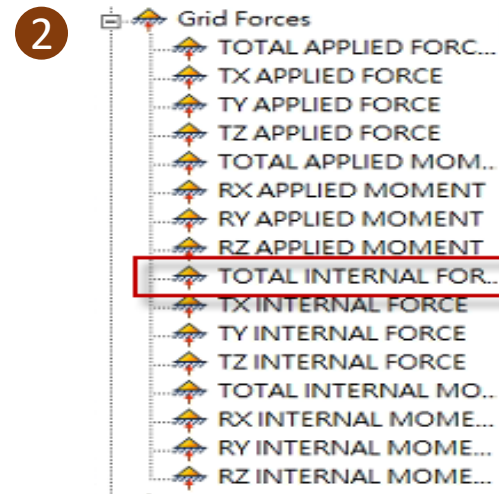 2
Grid Forces
TOTAL APPLIED FORC...
TX APPLIED FORCE
TY APPLIED FORCE
TZ APPLIED FORCE
TOTAL APPLIED MOM...
RX APPLIED MOMENT
RY APPLIED MOMENT
RZ APPLIED MOMENT
TOTAL INTERNAL FOR...
TX INTERNAL FORCE
TY INTERNAL FORCE
TZ INTERNAL FORCE
TOTAL INTERNAL MO...
RX INTERNAL MOME...
RY INTERNAL MOME...
RZ INTERNAL MOME...